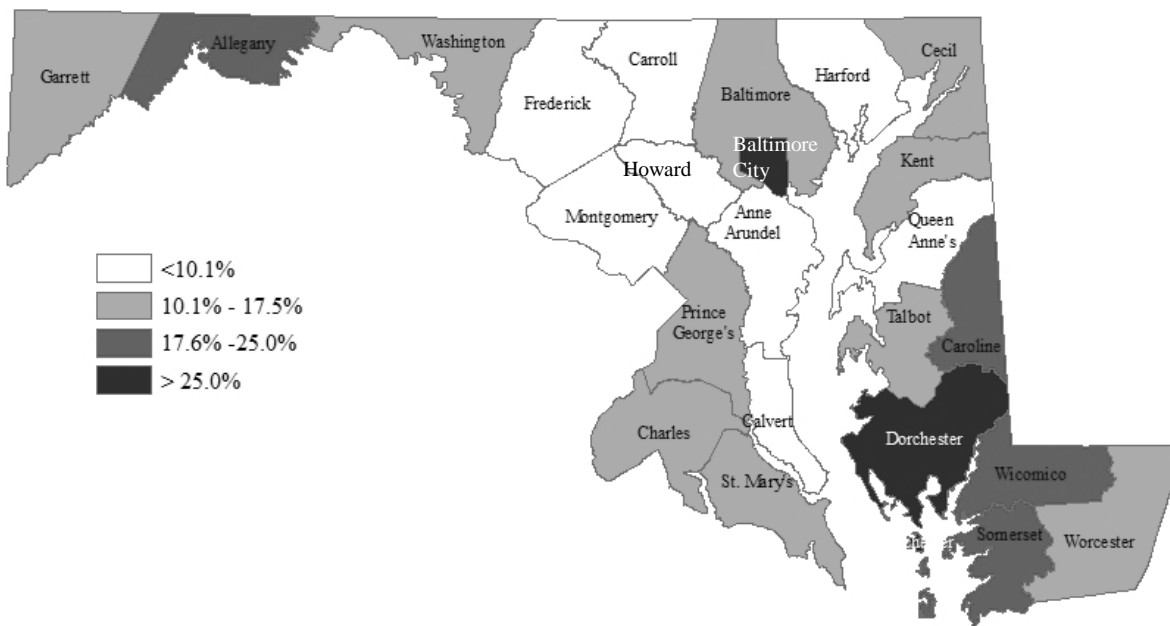 Garrett
Allegany
Washington
Frederick
Carroll
Baltimore
Harford
Cecil
Baltimore
City
Howard
Montgomery
Anne
Arundel
Kent
Queen
Anne's
<10.1%
10.1% - 17.5%
17.6% -25.0%
> 25.0%
Prince
George's
Talbot
Caroline
Charles
Calvert
Dorchester
St. Mary's
Wicomico
Somerset
Worcester